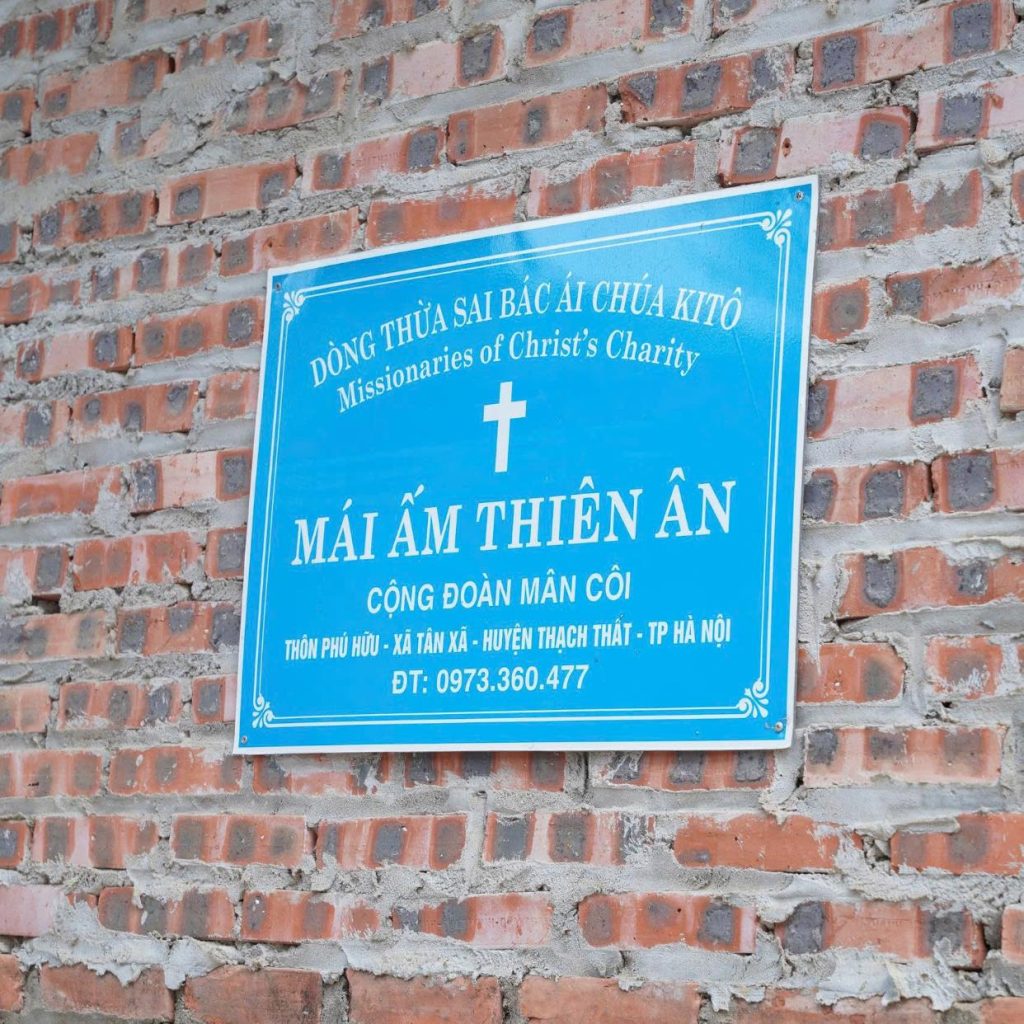 DÒNG THỪA SAI BÁC ÁI CHÚA KITÔ
Missionaries of Christ's Charity
MÁI ẤM THIÊN ÂN
CỘNG ĐOÀN MÂN CÔI
THÔN PHÚ HỮU - XÃ TÂN XÃ - HUYỆN THẠCH THẤT - TP HÀ NỘI
ĐT: 0973.360.477